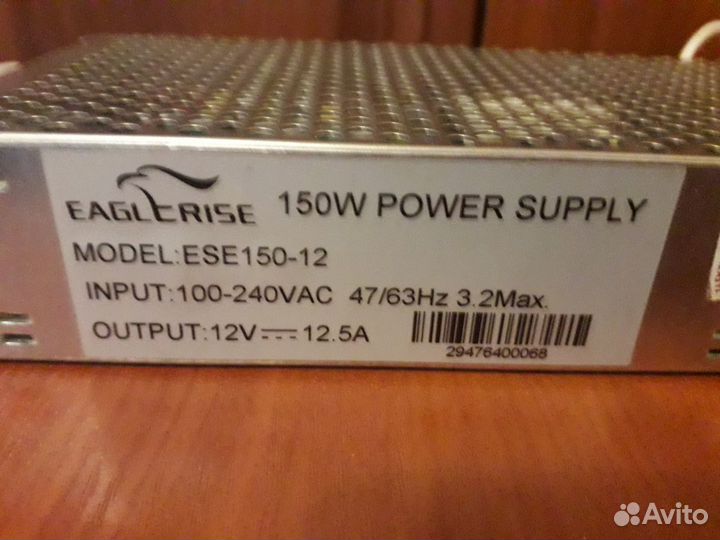 EAGLERISE 150W POWER SUPPLY
MODEL:ESE150-12
INPUT:100-240VAC 47/63Hz 3.2Max.
OUTPUT:12V⎓12.5A
29476400068
Avito